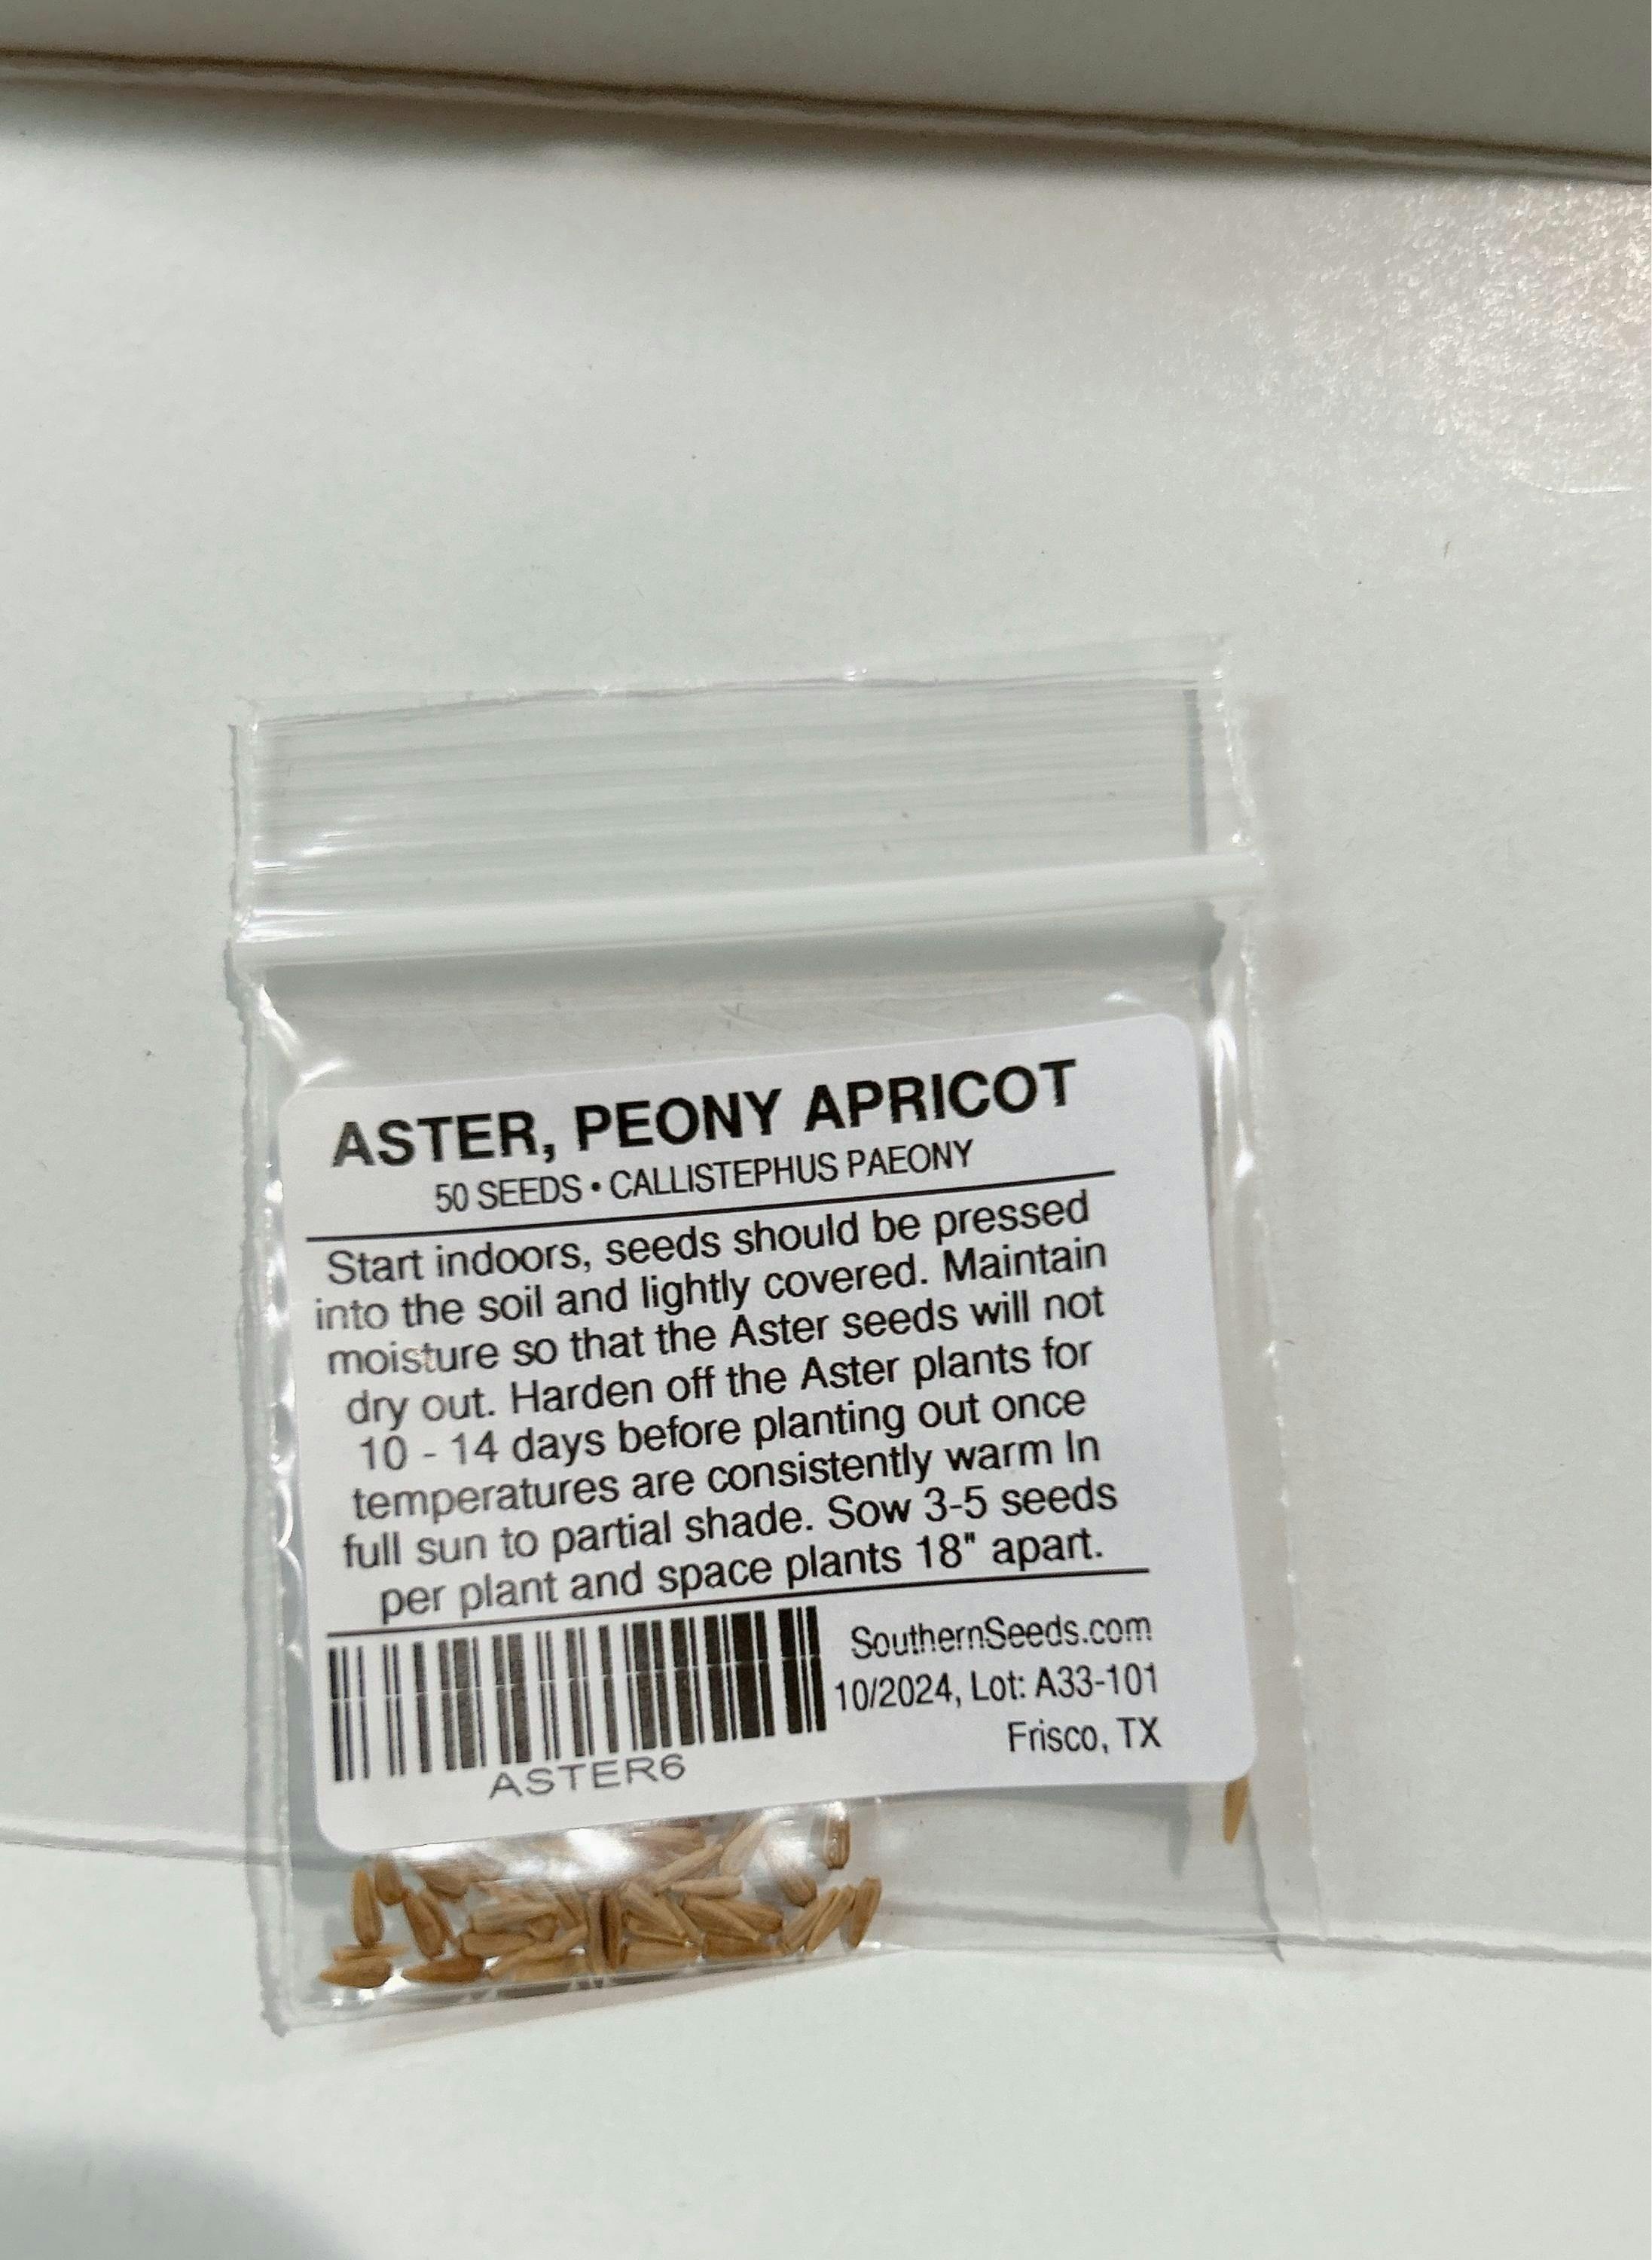 ASTER, PEONY APRICOT
50 SEEDS • CALLISTEPHUS PAEONY
Start indoors, seeds should be pressed
into the soil and lightly covered. Maintain
moisture so that the Aster seeds will not
dry out. Harden off the Aster plants for
10 - 14 days before planting out once
temperatures are consistently warm In
full sun to partial shade. Sow 3-5 seeds
per plant and space plants 18" apart.
SouthernSeeds.com
10/2024, Lot: A33-101
Frisco, TX
ASTER6